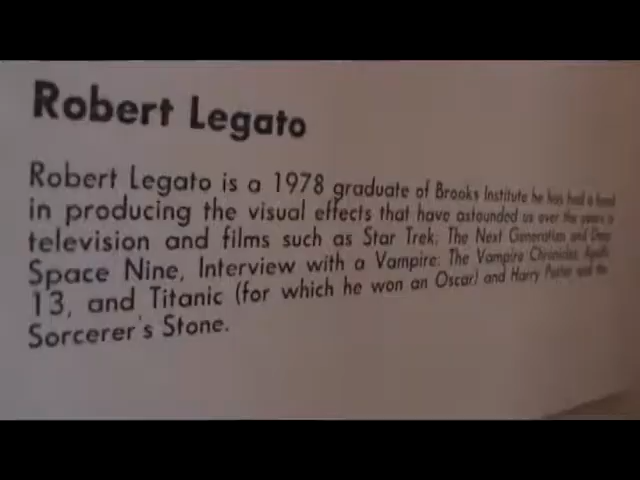 Robert Legato
Robert Legato is a 1978 graduate of Brooks Institute he has had a hand
in producing the visual effects that have astounded us over the years in
television and films such as Star Trek: The Next Generation and Deep
Space Nine, Interview with a Vampire: The Vampire Chronicles, Apollo
13, and Titanic (for which he won an Oscar) and Harry Potter and the
Sorcerer's Stone.